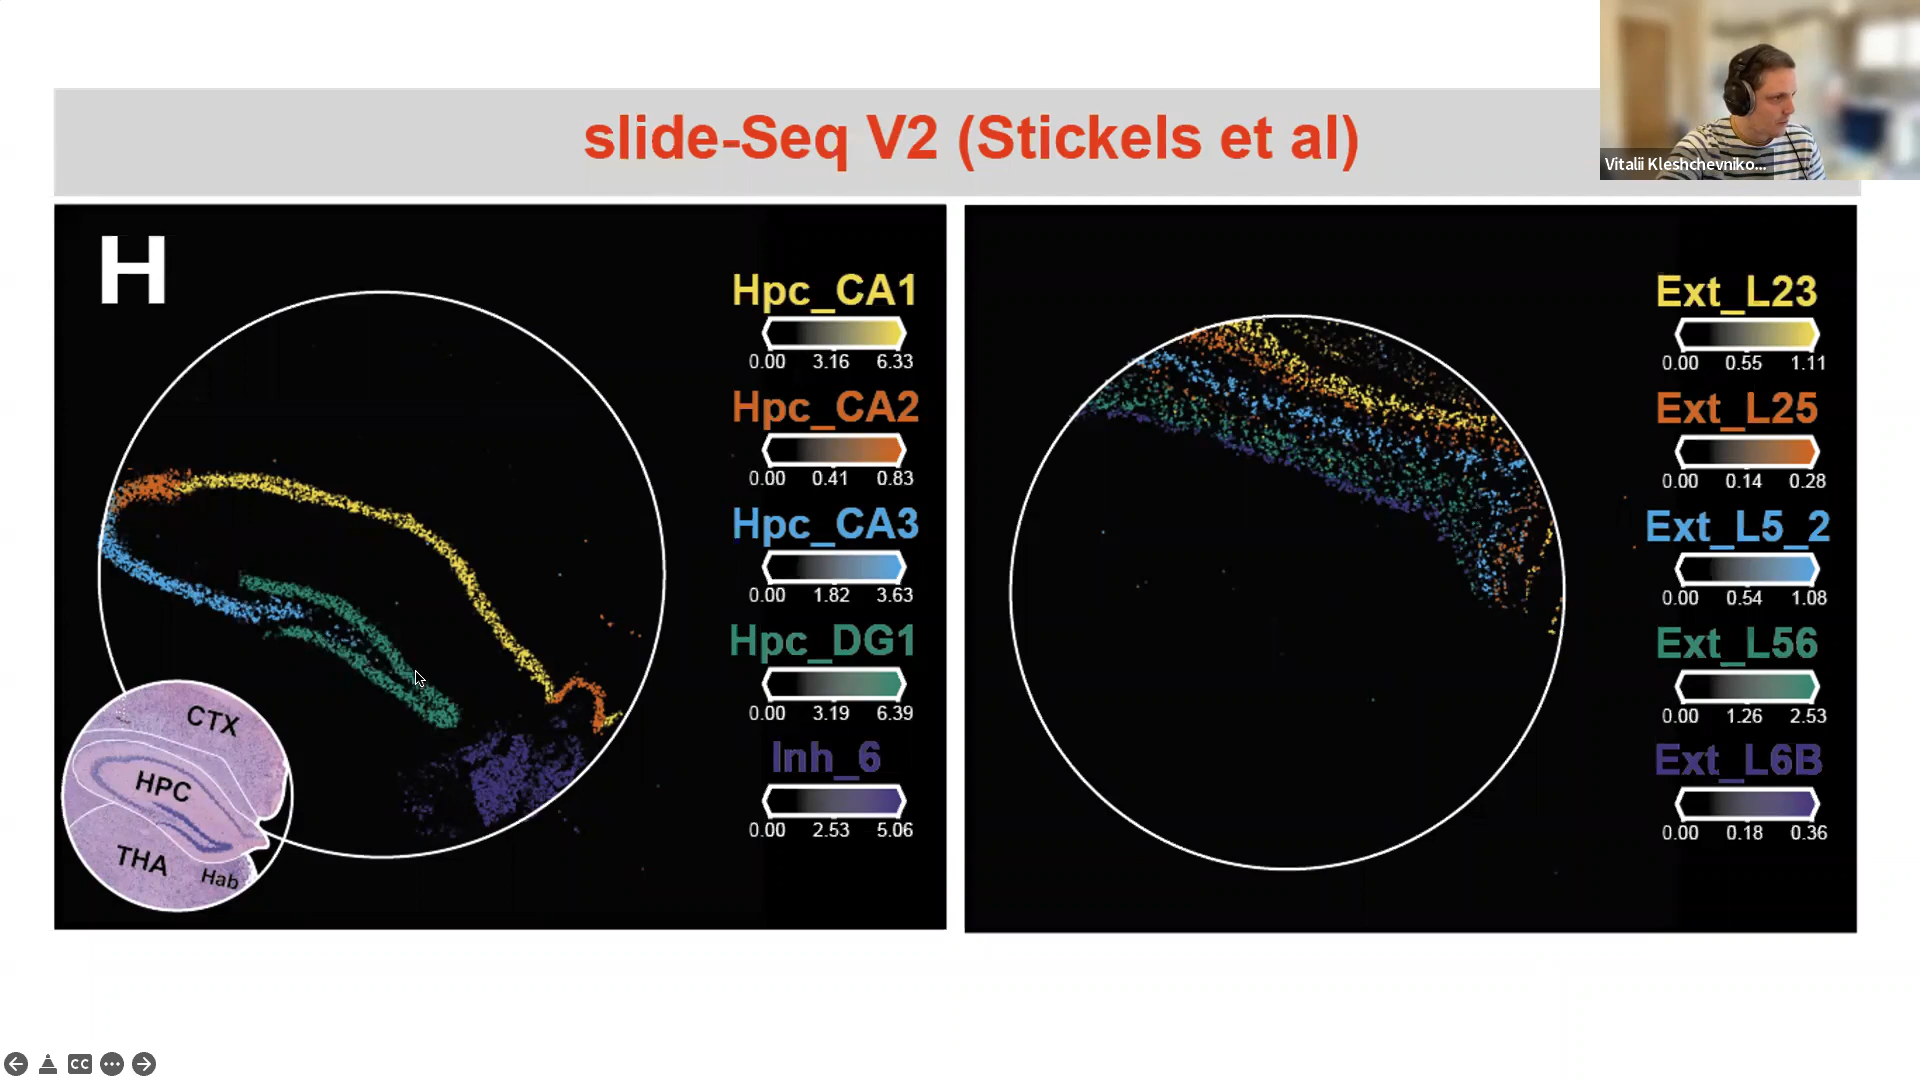 slide-Seq V2 (Stickels et al)
Vitalii Kleshchevniko...
H
Hpc_CA1
0.00 3.16 6.33
Hpc_CA2
0.00 0.41 0.83
Hpc_CA3
0.00 1.82 3.63
Hpc_DG1
0.00 3.19 6.39
Inh_6
0.00 2.53 5.06
CTX
HPC
THA
Hab
Ext_L23
0.00 0.55 1.11
Ext_L25
0.00 0.14 0.28
Ext_L5_2
0.00 0.54 1.08
Ext_L56
0.00 1.26 2.53
Ext_L6B
0.00 0.18 0.36
CC